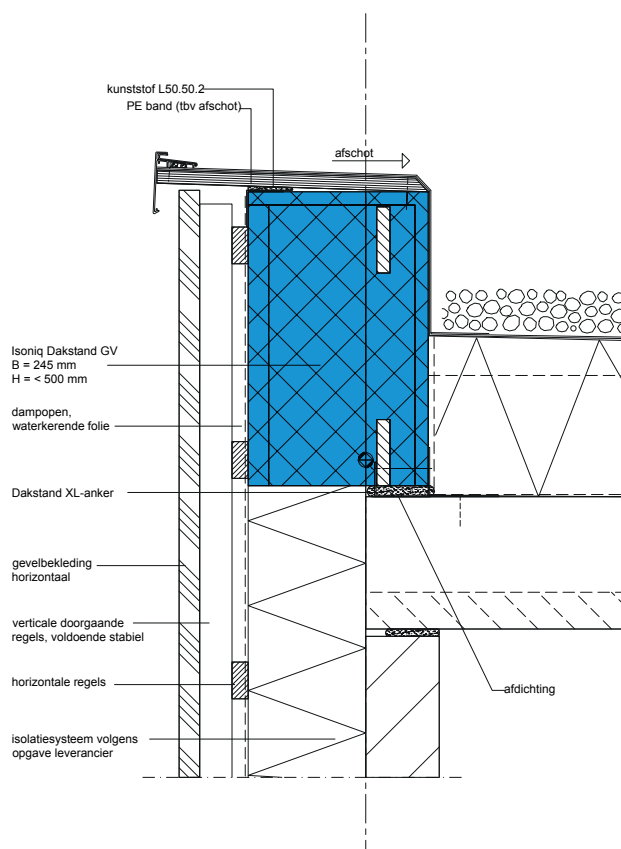 kunststof L50.50.2
PE band (tbv afschot)
afschot
Isoniq Dakstand GV
B = 245 mm
H = < 500 mm
dampopen,
waterkerende folie
Dakstand XL-anker
gevelbekleding
horizontaal
verticale doorgaande
regels, voldoende stabiel
horizontale regels
afdichting
isolatiesysteem volgens
opgave leverancier